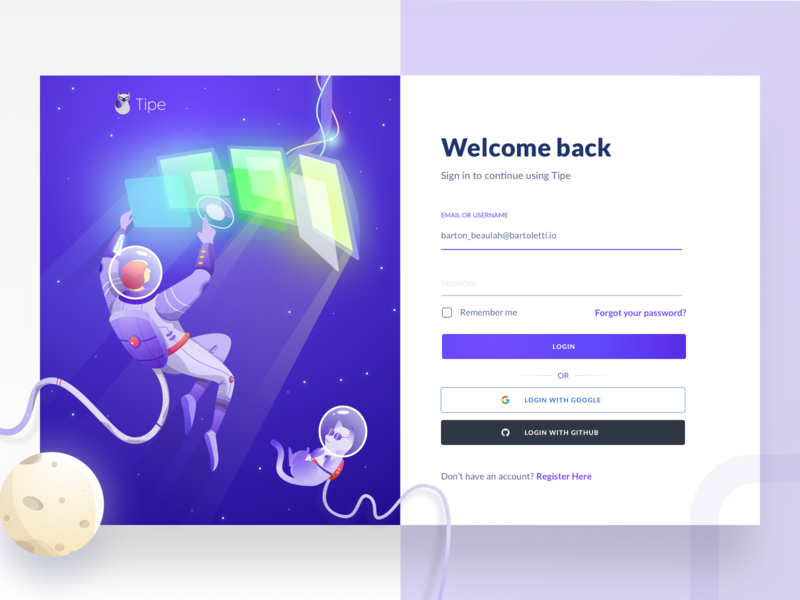 Tipe
Welcome back
Sign in to continue using Tipe
EMAIL OR USERNAME
barton_beaulah@bartoletti.io
PASSWORD
Remember me
Forgot your password?
LOGIN
OR
LOGIN WITH GOOGLE
LOGIN WITH GITHUB
Don't have an account? Register Here